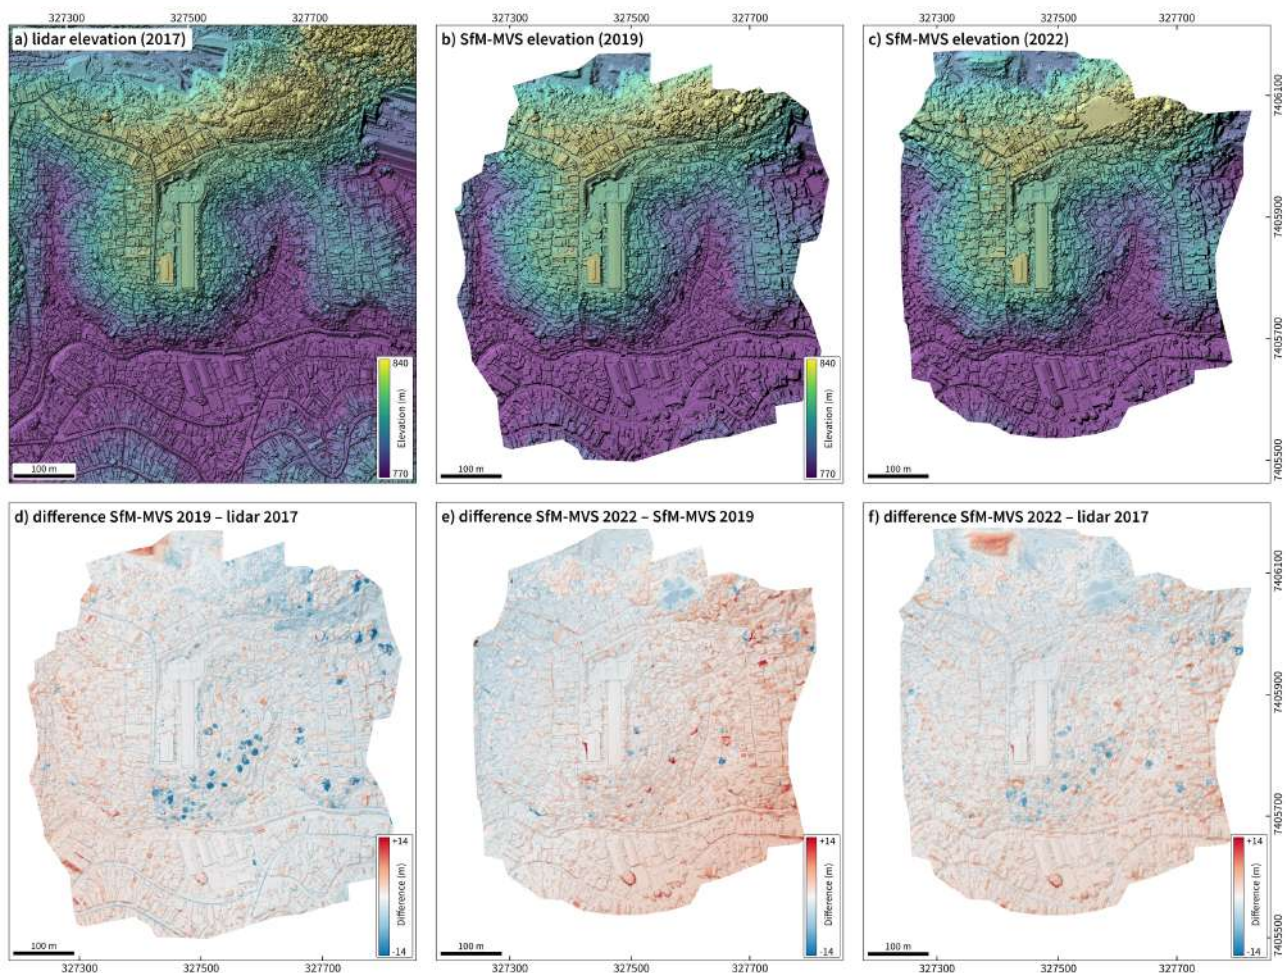 327300 327500 327700 327300 327500 327700 327300 327500 327700
a) lidar elevation (2017) b) SfM-MVS elevation (2019) c) SfM-MVS elevation (2022)
7406100
7405900
7405700
7405500
840 840
Elevation (m) Elevation (m)
770 770
100 m 100 m 100 m
d) difference SfM-MVS 2019 – lidar 2017 e) difference SfM-MVS 2022 – SfM-MVS 2019 f) difference SfM-MVS 2022 – lidar 2017
7406100
7405900
7405700
7405500
+14 +14 +14
Difference (m) Difference (m) Difference (m)
-14 -14 -14
100 m 100 m 100 m
327300 327500 327700 327300 327500 327700 327300 327500 327700